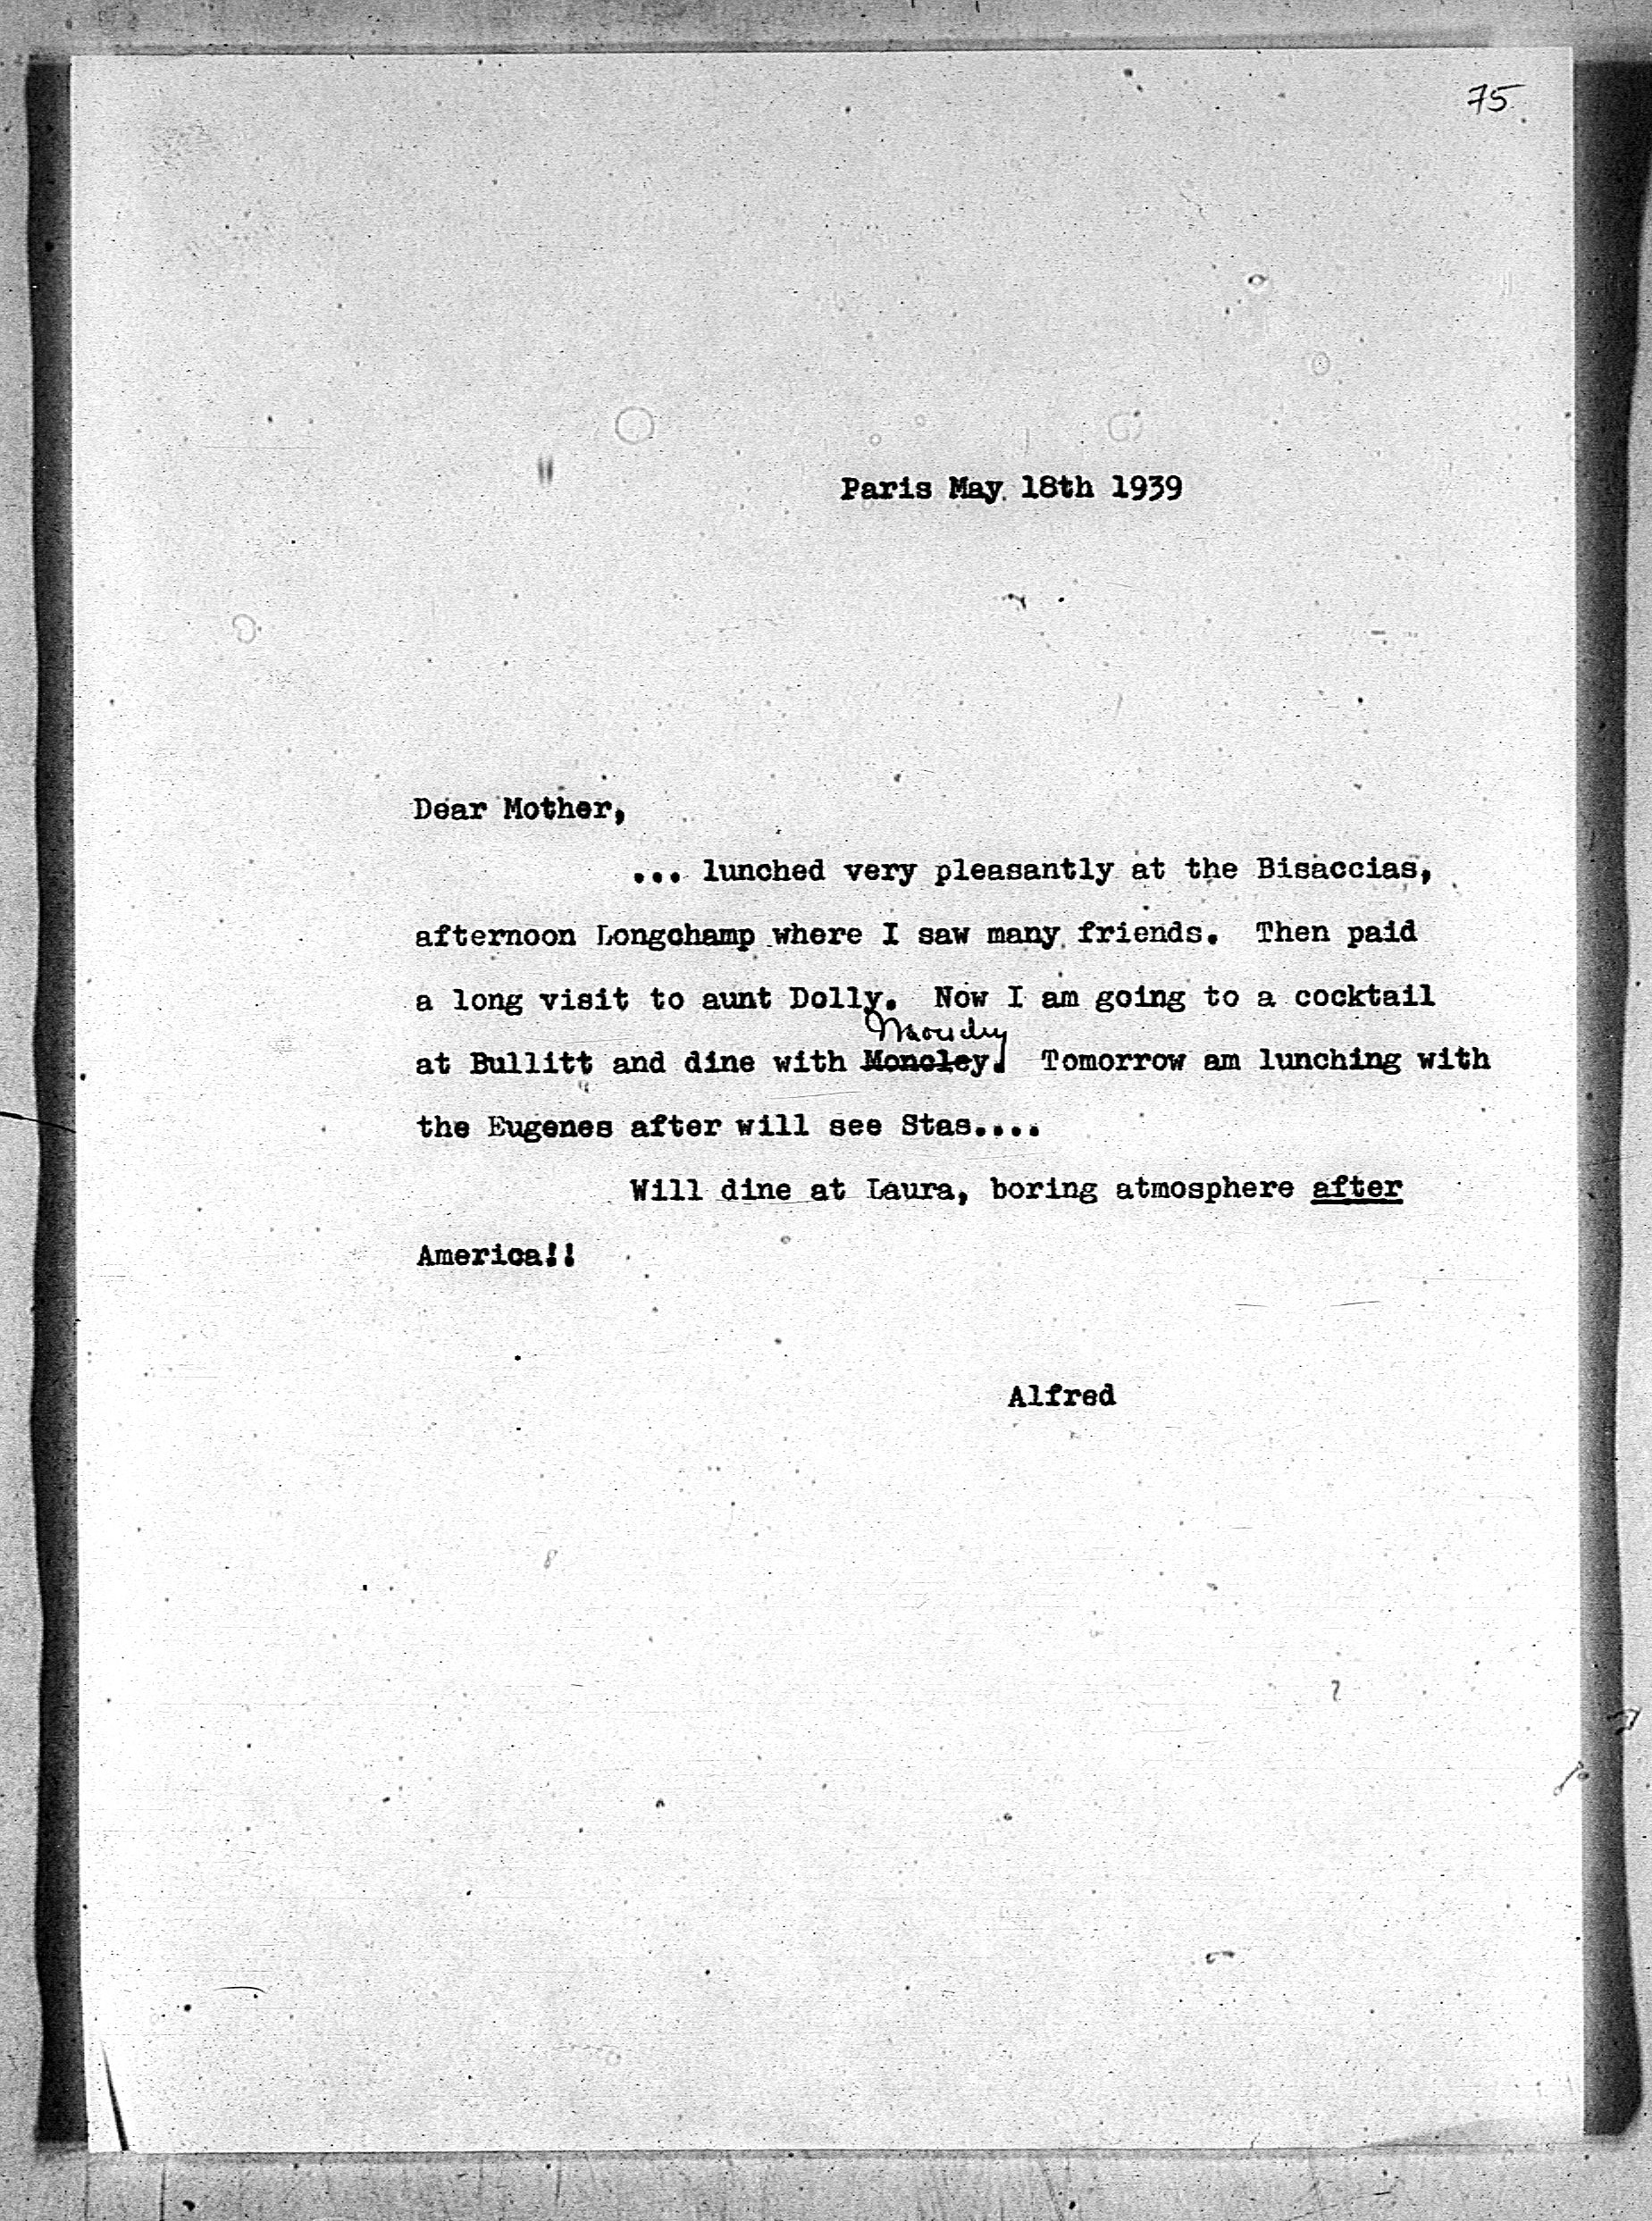 75.
Paris May 18th 1939
Dear Mother,
... lunched very pleasantly at the Bisaccias,
afternoon Longchamp where I saw many friends. Then paid
a long visit to aunt Dolly. Now I am going to a cocktail
at Bullitt and dine with Moncley. Tomorrow am lunching with
the Eugenes after will see Stas....
Will dine at Laura, boring atmosphere after
America!!
Alfred